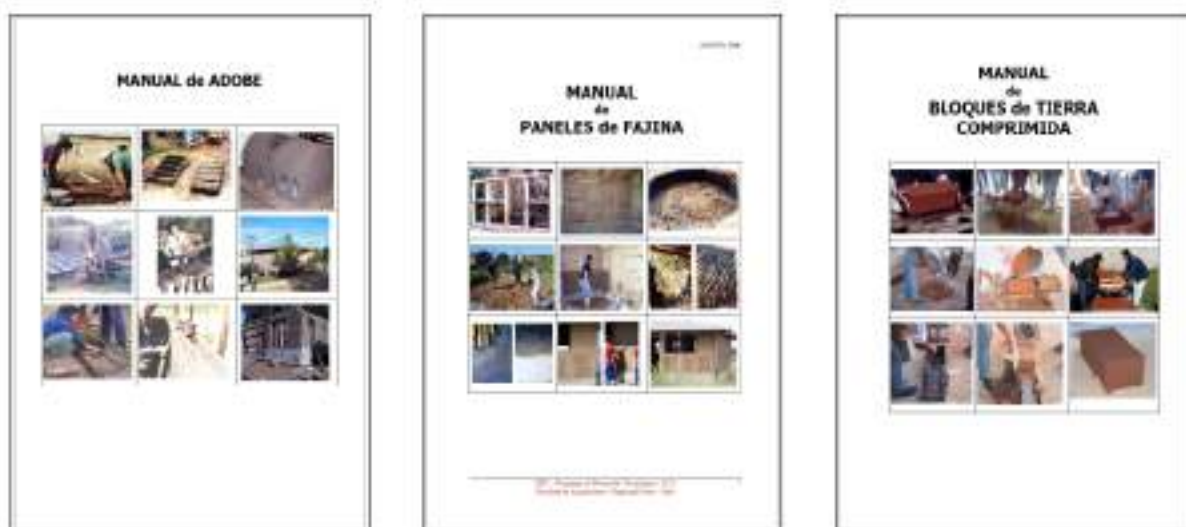 MANUAL de ADOBE
MANUAL
de
PANELES de FAJINA
MANUAL
de
BLOQUES de TIERRA
COMPRIMIDA